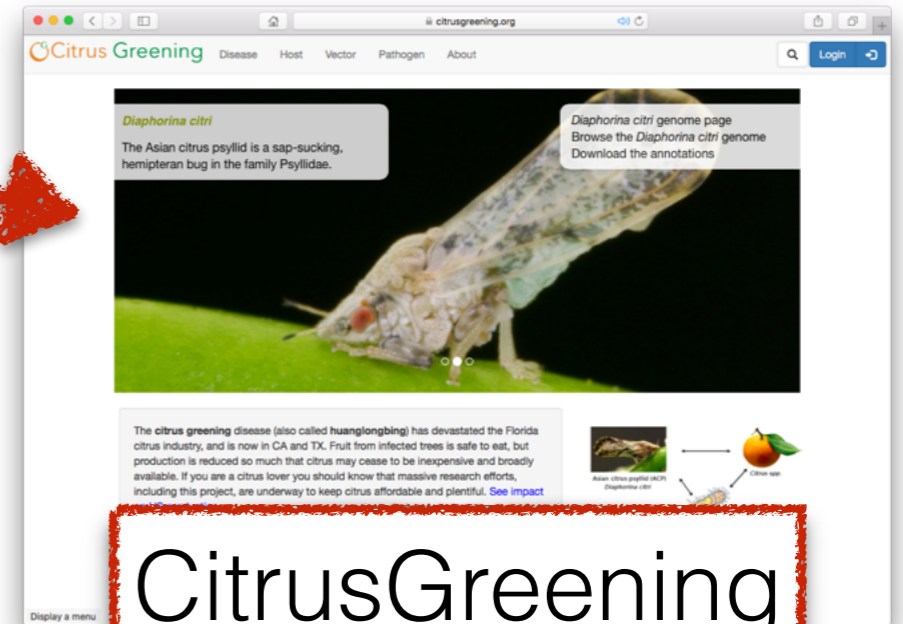 citrusgreening.org
Citrus Greening Disease Host Vector Pathogen About Login
Diaphorina citri
The Asian citrus psyllid is a sap-sucking,
hemipteran bug in the family Psyllidae.
Diaphorina citri genome page
Browse the Diaphorina citri genome
Download the annotations
The citrus greening disease (also called huanglongbing) has devastated the Florida
citrus industry, and is now in CA and TX. Fruit from infected trees is safe to eat, but
production is reduced so much that citrus may cease to be inexpensive and broadly
available. If you are a citrus lover you should know that massive research efforts,
including this project, are underway to keep citrus affordable and plentiful. See impact
Asian citrus psyllid (ACP)
Diaphorina citri
Citrus spp.
CitrusGreening
Display a menu